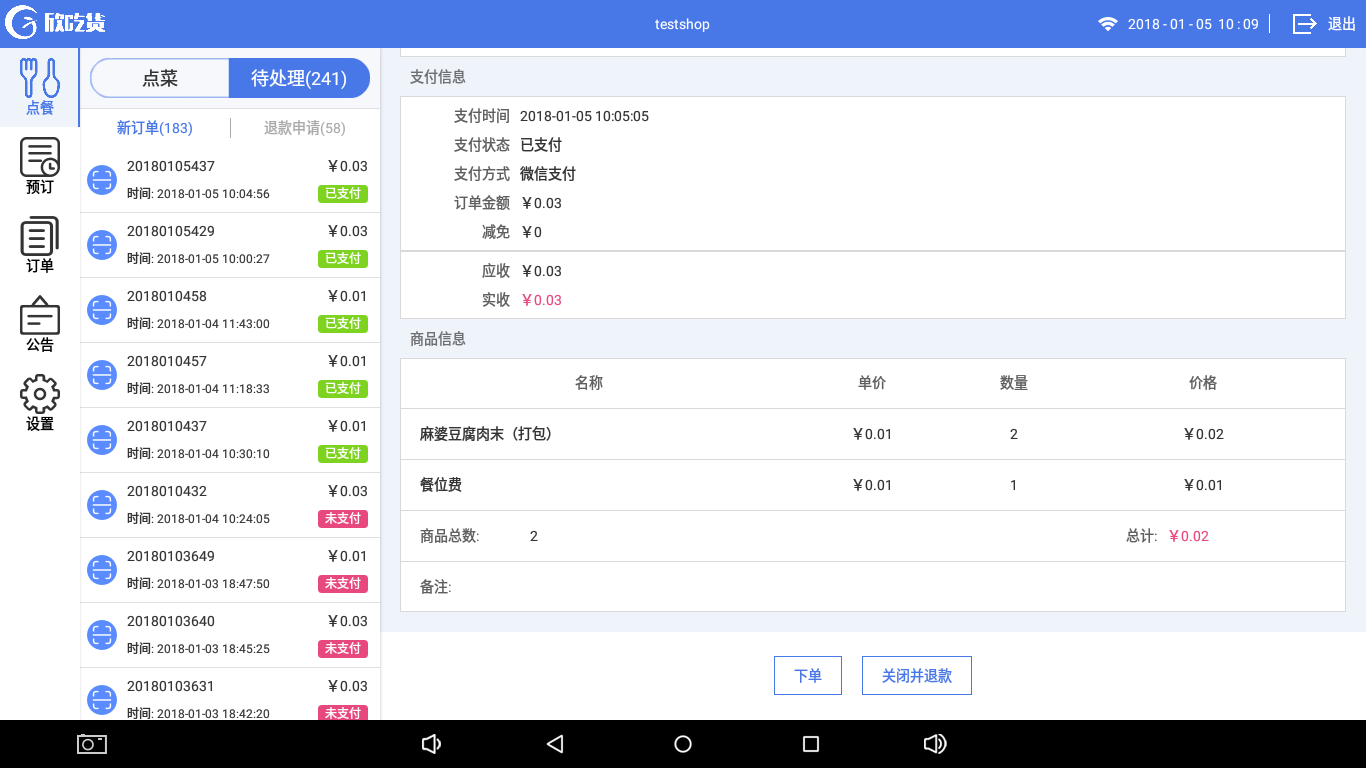 欣吃货
testshop
2018-01-05 10:09
退出
点餐
预订
订单
公告
设置
点菜
待处理(241)
新订单(183)
退款申请(58)
20180105437 ￥0.03
时间: 2018-01-05 10:04:56 已支付
20180105429 ￥0.03
时间: 2018-01-05 10:00:27 已支付
2018010458 ￥0.01
时间: 2018-01-04 11:43:00 已支付
2018010457 ￥0.01
时间: 2018-01-04 11:18:33 已支付
2018010437 ￥0.01
时间: 2018-01-04 10:30:10 已支付
2018010432 ￥0.03
时间: 2018-01-04 10:24:05 未支付
20180103649 ￥0.01
时间: 2018-01-03 18:47:50 未支付
20180103640 ￥0.03
时间: 2018-01-03 18:45:25 未支付
20180103631 ￥0.03
时间: 2018-01-03 18:42:20 未支付
支付信息
支付时间 2018-01-05 10:05:05
支付状态 已支付
支付方式 微信支付
订单金额 ￥0.03
减免 ￥0
应收 ￥0.03
实收 ￥0.03
商品信息
名称 单价 数量 价格
麻婆豆腐肉末（打包） ￥0.01 2 ￥0.02
餐位费 ￥0.01 1 ￥0.01
商品总数: 2 总计: ￥0.02
备注:
下单
关闭并退款